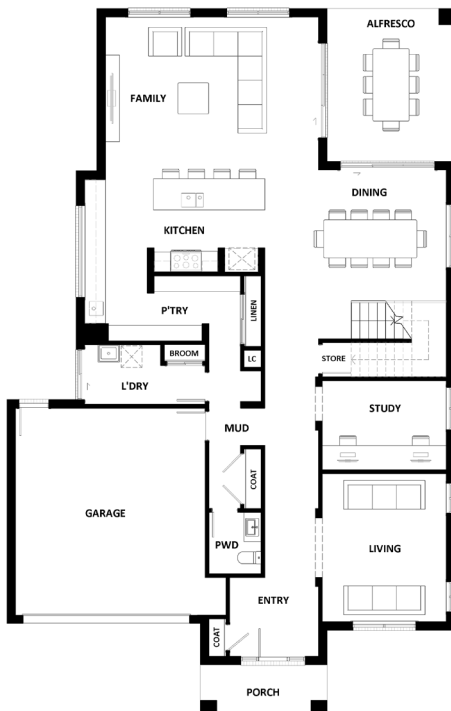 ALFRESCO
FAMILY
DINING
KITCHEN
P'TRY
LINEN
BROOM
LC
STORE
L'DRY
STUDY
MUD
COAT
GARAGE
PWD
LIVING
ENTRY
COAT
PORCH